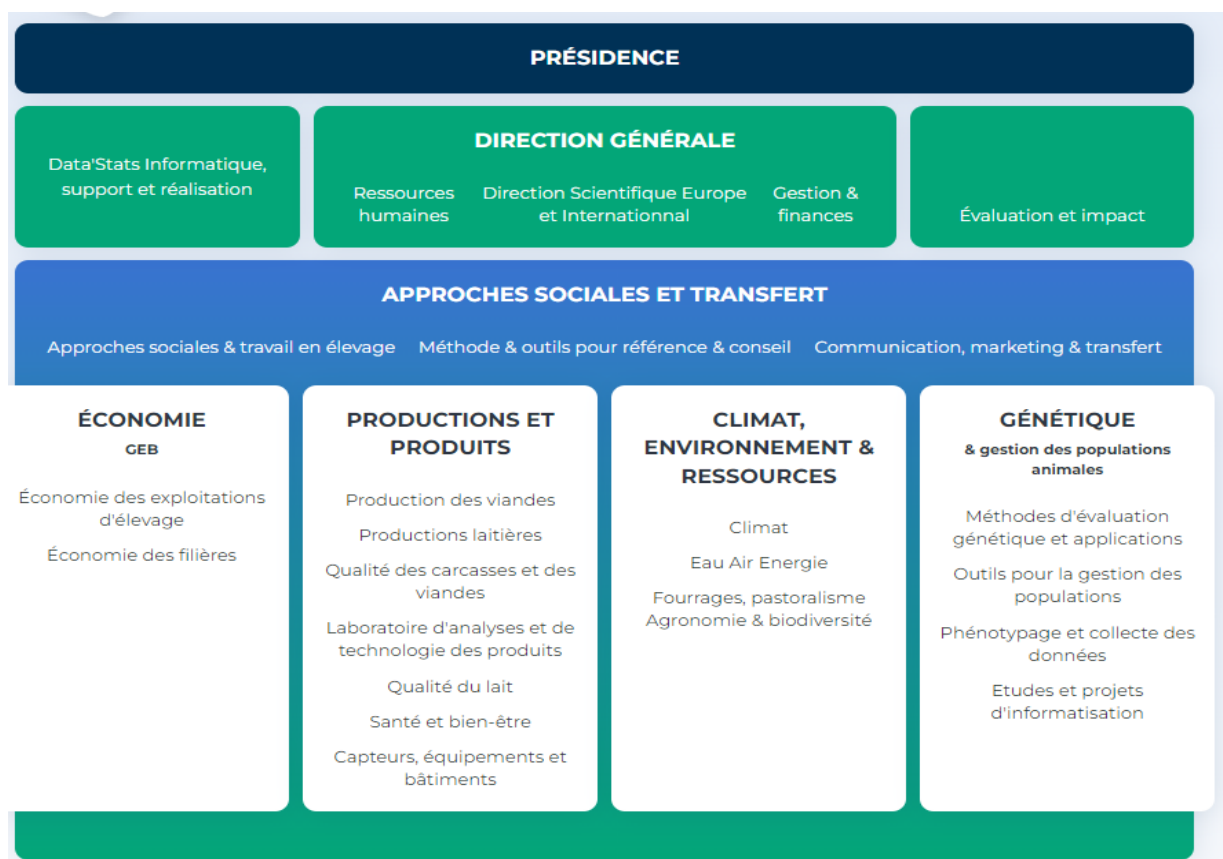 PRÉSIDENCE
Data'Stats Informatique,
support et réalisation
DIRECTION GÉNÉRALE
Ressources
humaines
Direction Scientifique Europe
et Internationnal
Gestion &
finances
Évaluation et impact
APPROCHES SOCIALES ET TRANSFERT
Approches sociales & travail en élevage
Méthode & outils pour référence & conseil
Communication, marketing & transfert
ÉCONOMIE
GEB
Économie des exploitations
d'élevage
Économie des filières
PRODUCTIONS ET
PRODUITS
Production des viandes
Productions laitières
Qualité des carcasses et des
viandes
Laboratoire d'analyses et de
technologie des produits
Qualité du lait
Santé et bien-être
Capteurs, équipements et
bâtiments
CLIMAT,
ENVIRONNEMENT &
RESSOURCES
Climat
Eau Air Energie
Fourrages, pastoralisme
Agronomie & biodiversité
GÉNÉTIQUE
& gestion des populations
animales
Méthodes d'évaluation
génétique et applications
Outils pour la gestion des
populations
Phénotypage et collecte des
données
Etudes et projets
d'informatisation